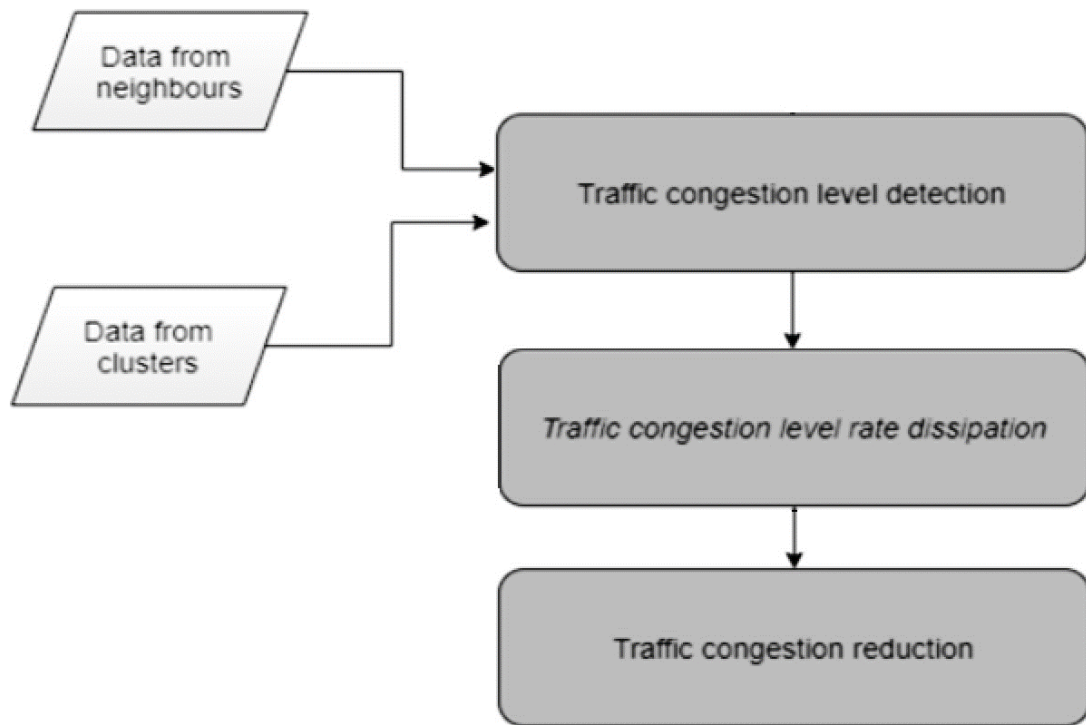 Data from
neighbours
Traffic congestion level detection
Data from
clusters
Traffic congestion level rate dissipation
Traffic congestion reduction